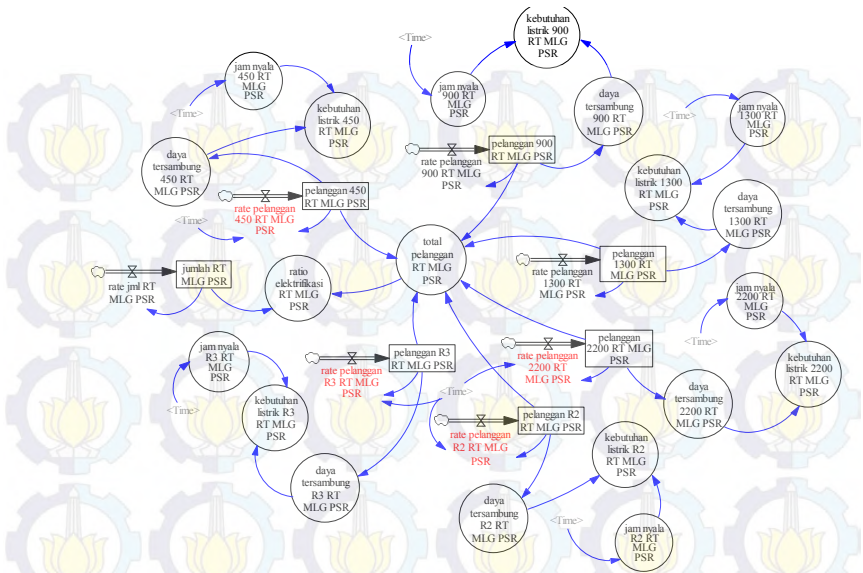 kebutuhan
listrik 900
RT MLG
PSR
<Time>
jam nyala
450 RT
MLG
PSR
jam nyala
900 RT
MLG
PSR
daya
tersambung
900 RT
MLG PSR
<Time>
jam nyala
1300 RT
MLG
PSR
<Time>
kebutuhan
listrik 450
RT MLG
PSR
daya
tersambung
450 RT
MLG PSR
pelanggan 900
RT MLG PSR
rate pelanggan
900 RT MLG
PSR
kebutuhan
listrik 1300
RT MLG
PSR
pelanggan 450
RT MLG PSR
rate pelanggan
450 RT MLG
PSR
<Time>
daya
tersambung
1300 RT
MLG PSR
total
pelanggan
RT MLG
PSR
pelanggan
1300 RT
MLG PSR
rate pelanggan
1300 RT
MLG PSR
jumlah RT
MLG PSR
rate jml RT
MLG PSR
ratio
elektrifikasi
RT MLG
PSR
jam nyala
2200 RT
MLG
PSR
<Time>
jam nyala
R3 RT
MLG
PSR
<Time>
pelanggan R3
RT MLG PSR
rate pelanggan
R3 RT MLG
PSR
pelanggan
2200 RT MLG
PSR
rate pelanggan
2200 RT
MLG PSR
kebutuhan
listrik 2200
RT MLG
PSR
kebutuhan
listrik R3
RT MLG
PSR
<Time>
daya
tersambung
2200 RT
MLG PSR
pelanggan R2
RT MLG PSR
rate pelanggan
R2 RT MLG
PSR
kebutuhan
listrik R2
RT MLG
PSR
daya
tersambung
R3 RT
MLG PSR
daya
tersambung
R2 RT
MLG PSR
<Time>
jam nyala
R2 RT
MLG
PSR